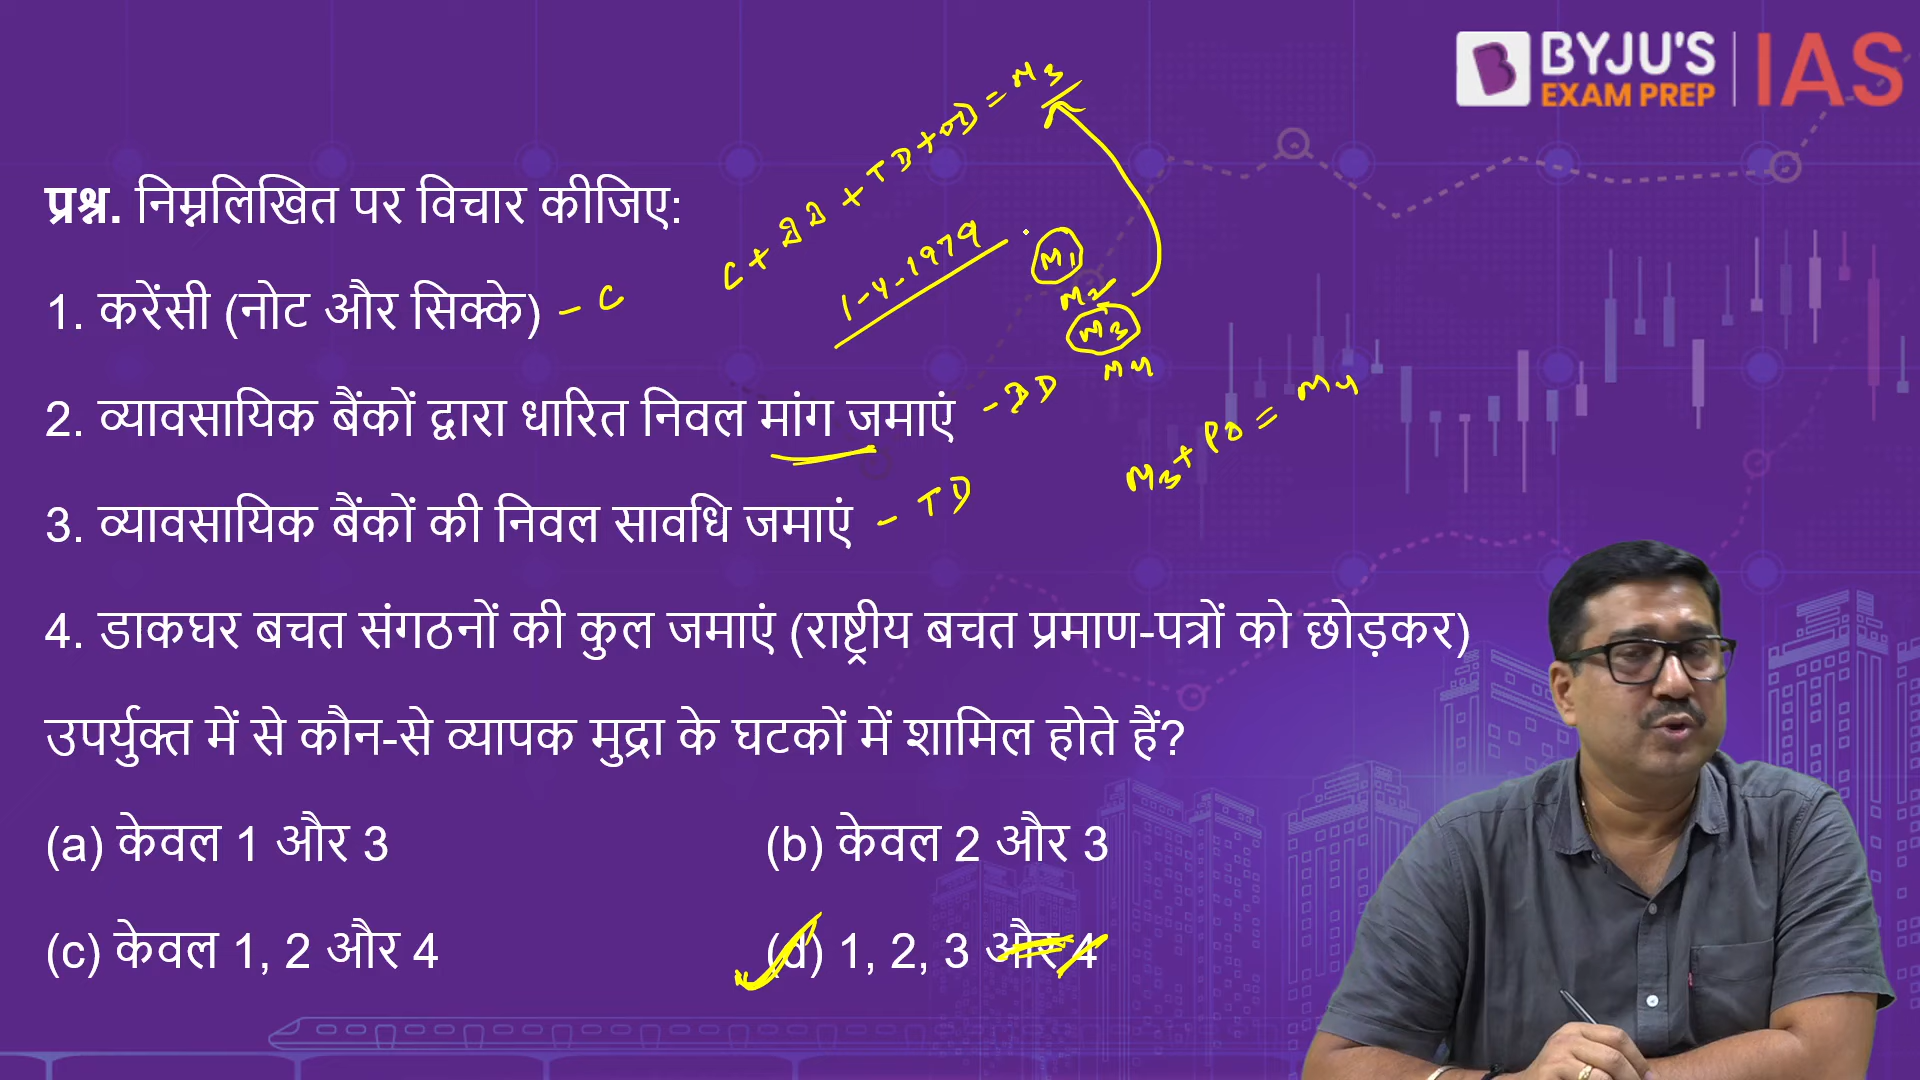 BYJU'S
EXAM PREP
IAS
C + DD + TD + OD = M3
1-4-1979
M1
M2
M3
M4
M3 + PO = M4
प्रश्न. निम्नलिखित पर विचार कीजिए:
1. करेंसी (नोट और सिक्के) - C
2. व्यावसायिक बैंकों द्वारा धारित निवल मांग जमाएं - DD
3. व्यावसायिक बैंकों की निवल सावधि जमाएं - TD
4. डाकघर बचत संगठनों की कुल जमाएं (राष्ट्रीय बचत प्रमाण-पत्रों को छोड़कर)
उपर्युक्त में से कौन-से व्यापक मुद्रा के घटकों में शामिल होते हैं?
(a) केवल 1 और 3
(b) केवल 2 और 3
(c) केवल 1, 2 और 4
(d) 1, 2, 3 और 4